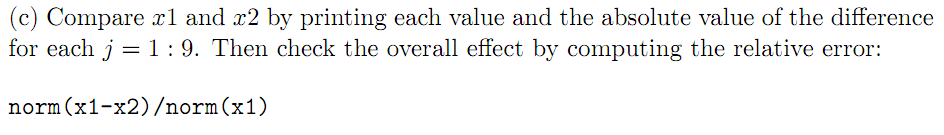 (c) Compare x1 and x2 by printing each value and the absolute value of the difference
for each j = 1 : 9. Then check the overall effect by computing the relative error:
norm(x1-x2)/norm(x1)